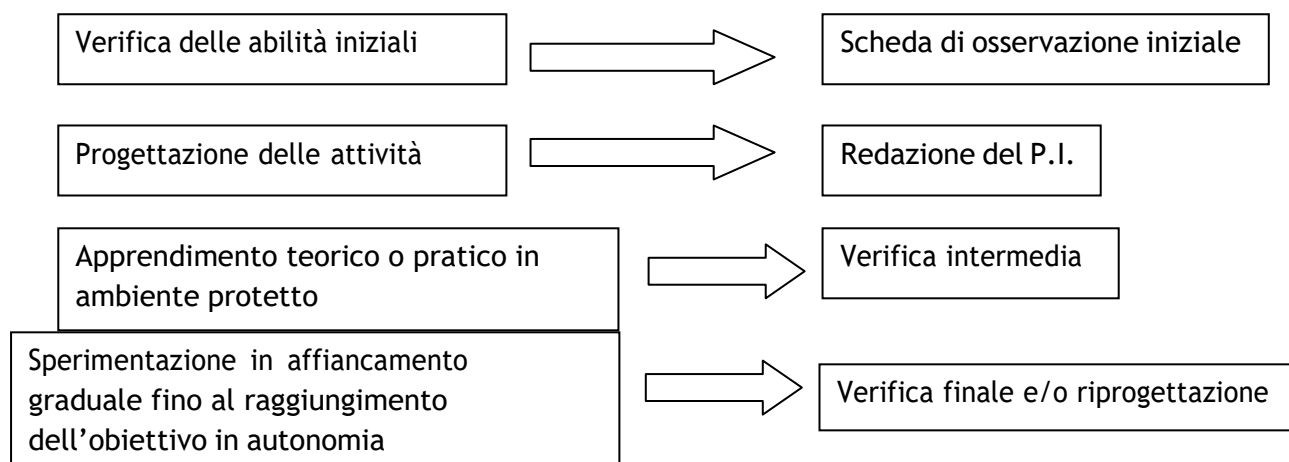 Verifica delle abilità iniziali
Scheda di osservazione iniziale
Progettazione delle attività
Redazione del P.I.
Apprendimento teorico o pratico in
ambiente protetto
Verifica intermedia
Sperimentazione in affiancamento
graduale fino al raggiungimento
dell’obiettivo in autonomia
Verifica finale e/o riprogettazione